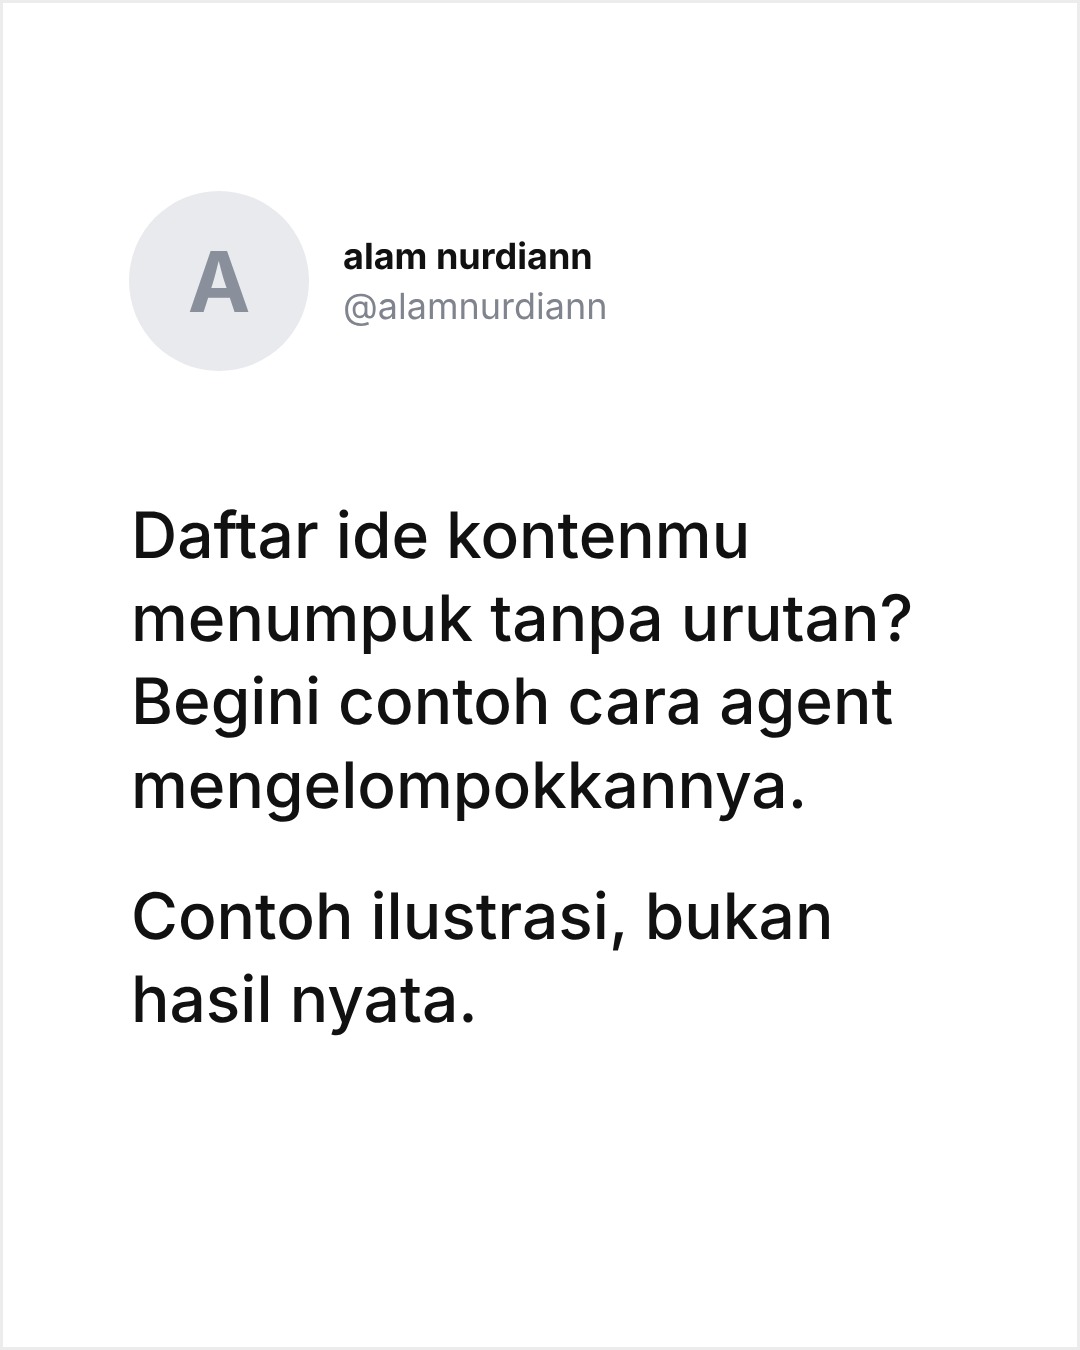 A
alam nurdiann
@alamnurdiann
Daftar ide kontenmu
menumpuk tanpa urutan?
Begini contoh cara agent
mengelompokkannya.
Contoh ilustrasi, bukan
hasil nyata.